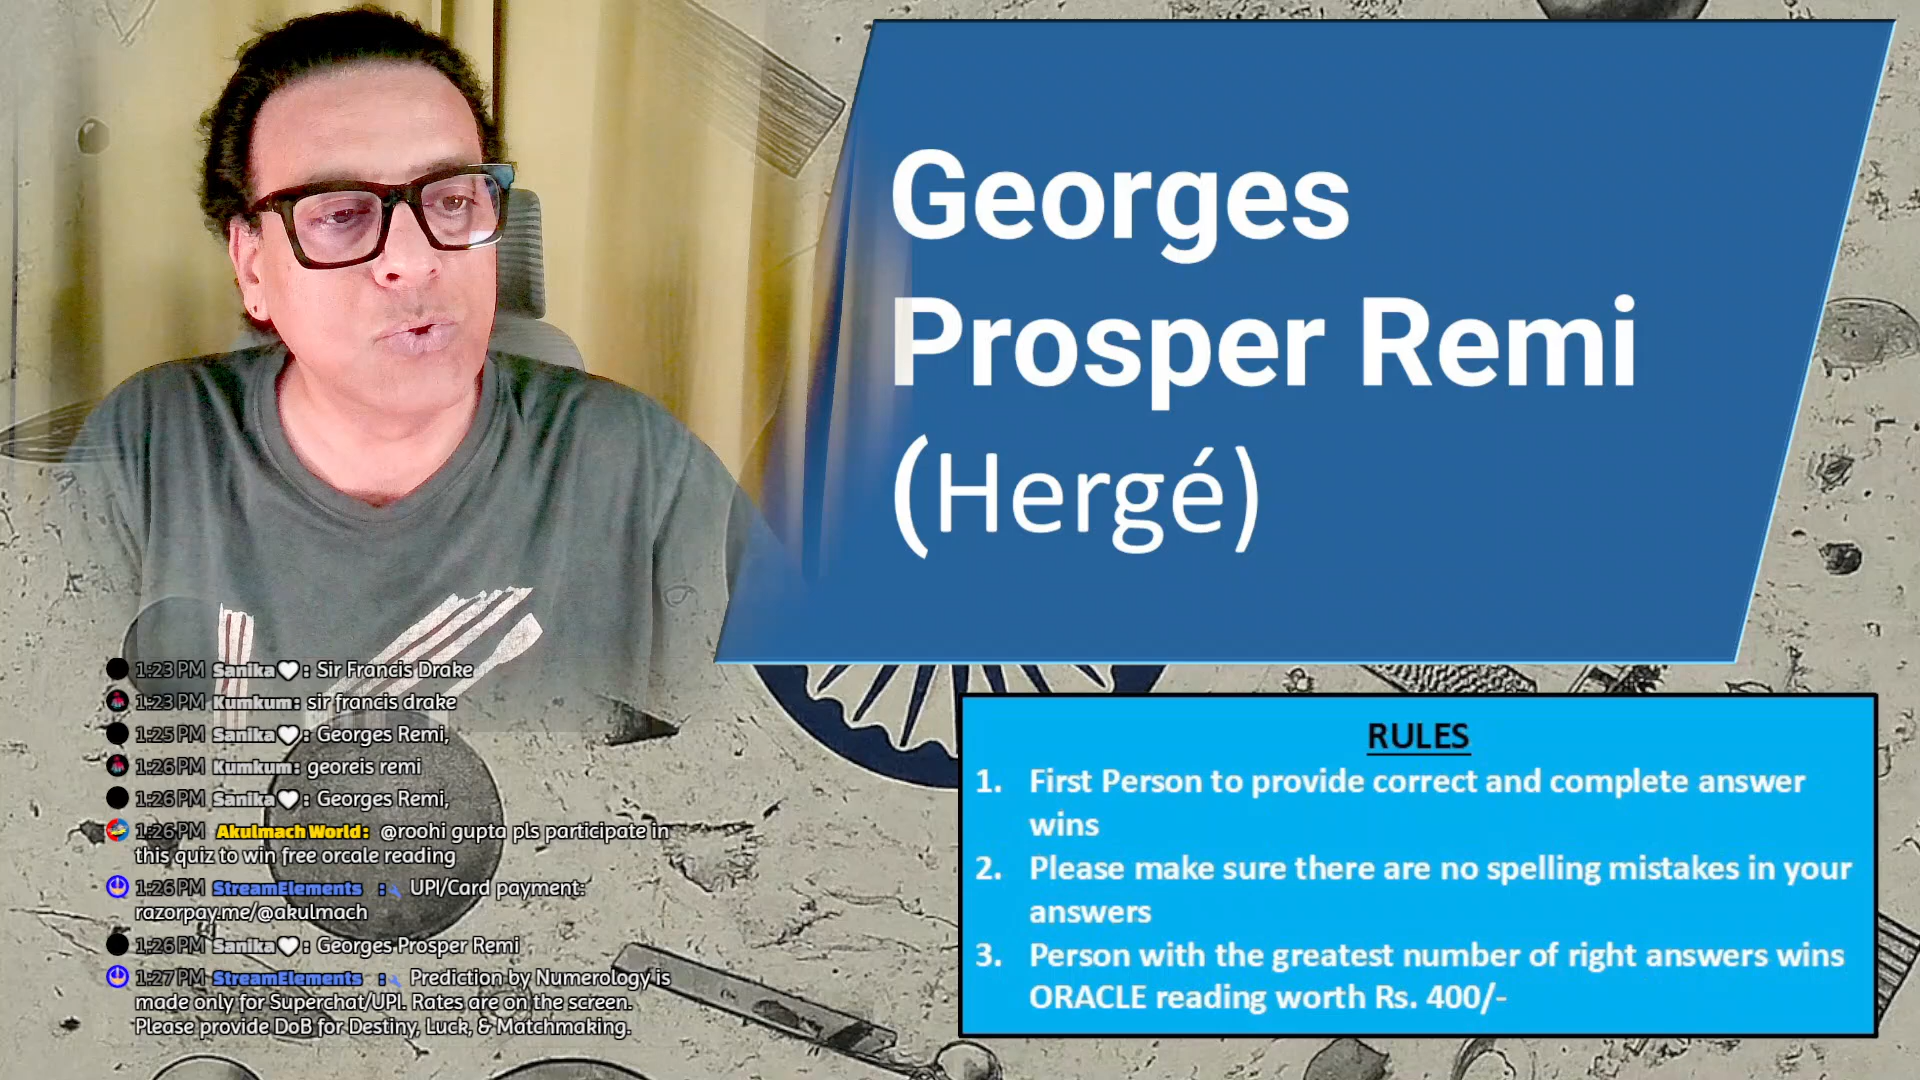 Georges
Prosper Remi
(Hergé)
1:23 PM Sanika🤍: Sir Francis Drake
1:23 PM Kumkum: sir francis drake
1:25 PM Sanika🤍: Georges Remi,
1:26 PM Kumkum: georeis remi
1:26 PM Sanika🤍: Georges Remi,
1:26 PM Akulmach World: @roohi gupta pls participate in
this quiz to win free orcale reading
1:26 PM StreamElements : UPI/Card payment:
razorpay.me/@akulmach
1:26 PM Sanika🤍: Georges Prosper Remi
1:27 PM StreamElements : Prediction by Numerology is
made only for Superchat/UPI. Rates are on the screen.
Please provide DoB for Destiny, Luck, & Matchmaking.
RULES
1. First Person to provide correct and complete answer
wins
2. Please make sure there are no spelling mistakes in your
answers
3. Person with the greatest number of right answers wins
ORACLE reading worth Rs. 400/-